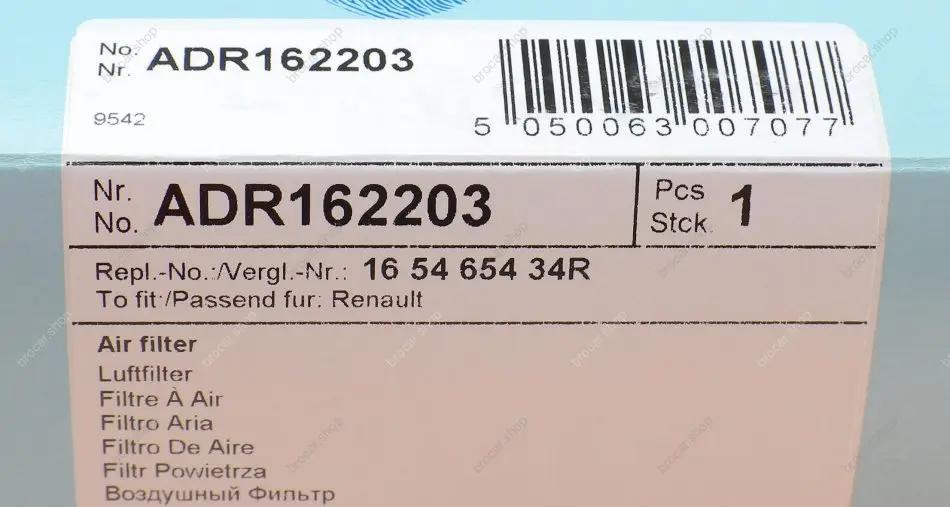 No.
Nr. ADR162203
9542
5 050063 007077
Nr.
No. ADR162203
Pcs
Stck. 1
Repl.-No.:/Vergl.-Nr.: 16 54 654 34R
To fit:/Passend fur: Renault
Air filter
Luftfilter
Filtre À Air
Filtro Aria
Filtro De Aire
Filtr Powietrza
Воздушный Фильтр
brocar.shop